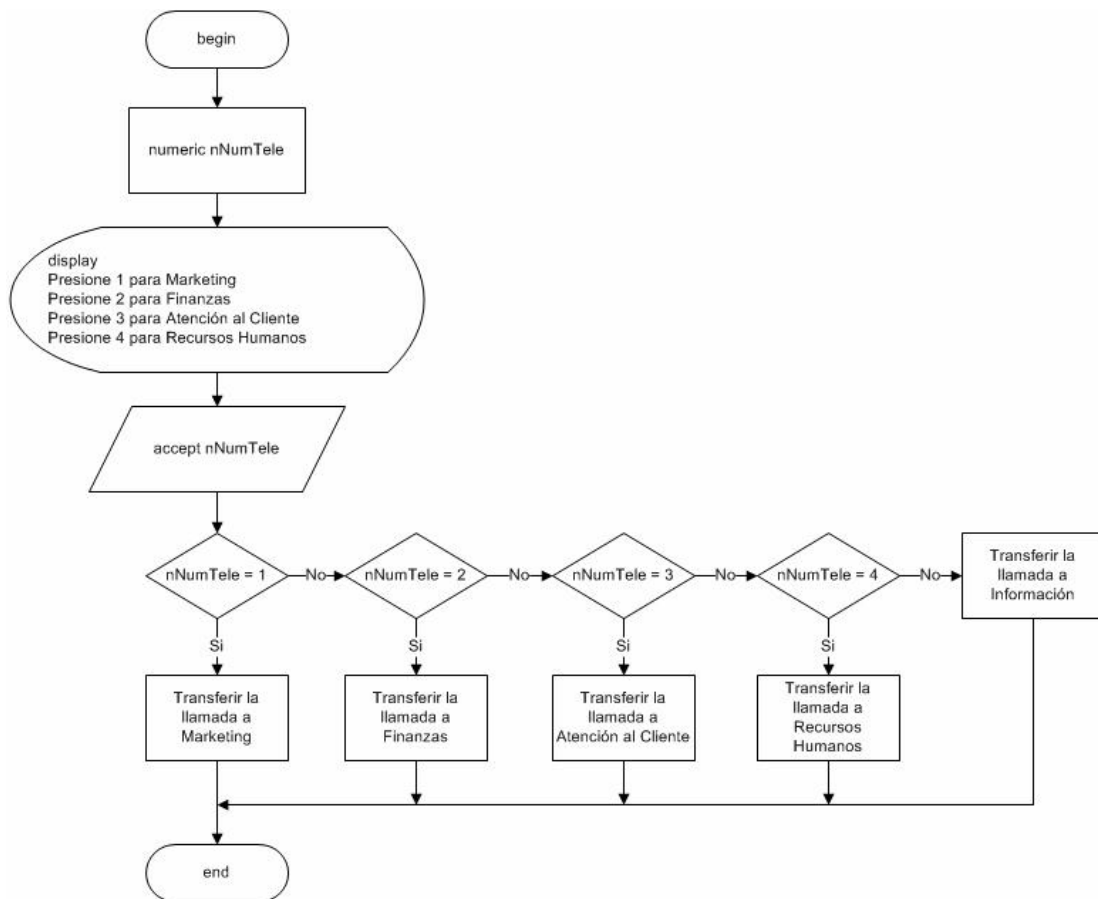 begin
numeric nNumTele
display
Presione 1 para Marketing
Presione 2 para Finanzas
Presione 3 para Atención al Cliente
Presione 4 para Recursos Humanos
accept nNumTele
nNumTele = 1
No
nNumTele = 2
No
nNumTele = 3
No
nNumTele = 4
No
Transferir la
llamada a
Información
Si
Si
Si
Si
Transferir la
llamada a
Marketing
Transferir la
llamada a
Finanzas
Transferir la
llamada a
Atención al Cliente
Transferir la
llamada a
Recursos
Humanos
end